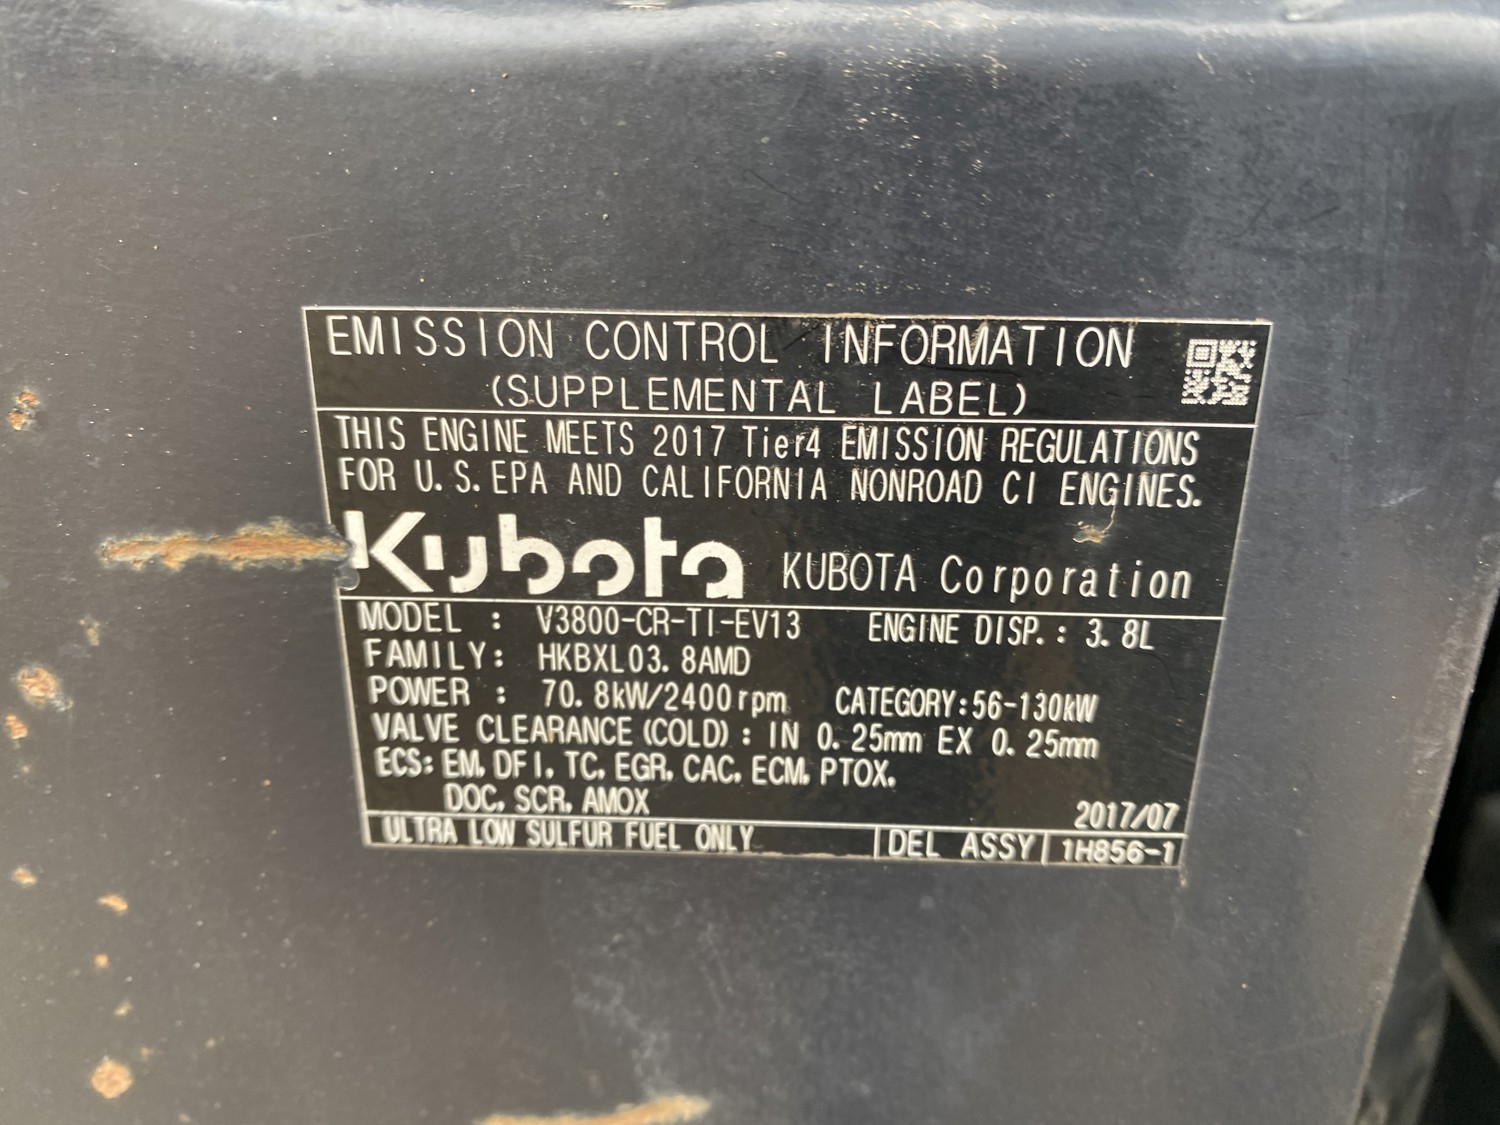 EMISSION CONTROL INFORMATION
(SUPPLEMENTAL LABEL)
THIS ENGINE MEETS 2017 Tier4 EMISSION REGULATIONS
FOR U.S.EPA AND CALIFORNIA NONROAD CI ENGINES.
Kubota KUBOTA Corporation
MODEL : V3800-CR-TI-EV13 ENGINE DISP.: 3.8L
FAMILY: HKBXL03.8AMD
POWER : 70.8kW/2400rpm CATEGORY:56-130kW
VALVE CLEARANCE(COLD): IN 0.25mm EX 0.25mm
ECS: EM, DFI, TC, EGR, CAC, ECM, PTOX,
DOC, SCR, AMOX 2017/07
ULTRA LOW SULFUR FUEL ONLY DEL ASSY 1H856-1